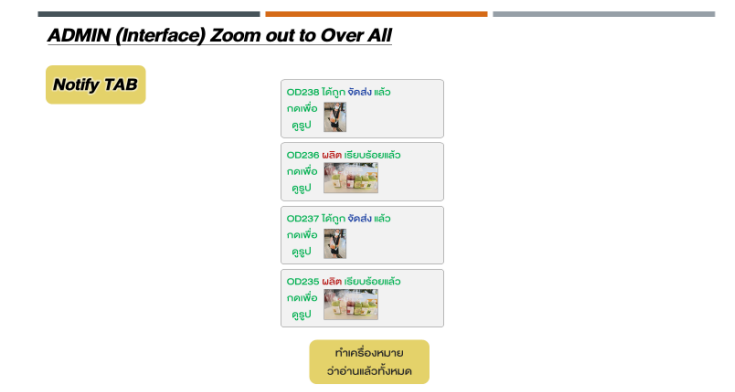 ADMIN (Interface) Zoom out to Over All
Notify TAB
OD238 ได้ถูก จัดส่ง แล้ว
กดเพื่อ
ดูรูป
OD236 ผลิต เรียบร้อยแล้ว
กดเพื่อ
ดูรูป
OD237 ได้ถูก จัดส่ง แล้ว
กดเพื่อ
ดูรูป
OD235 ผลิต เรียบร้อยแล้ว
กดเพื่อ
ดูรูป
ทำเครื่องหมาย
ว่าอ่านแล้วทั้งหมด